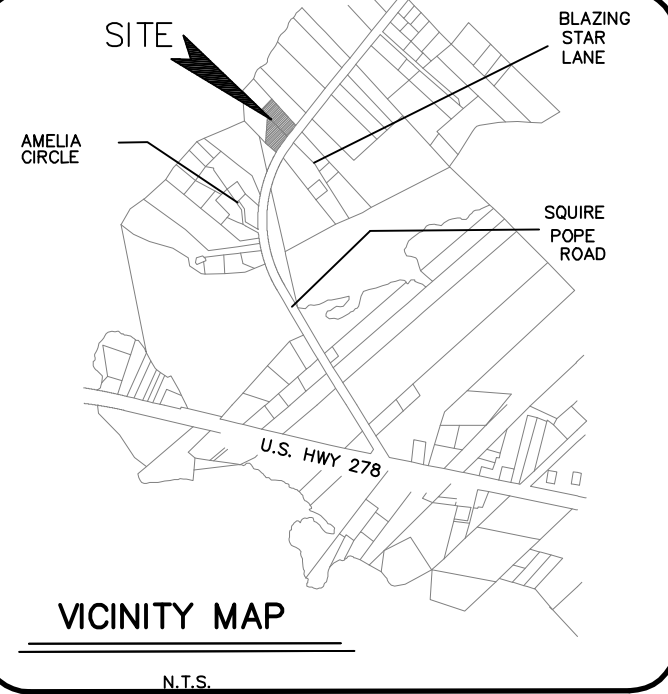 SITE
BLAZING
STAR
LANE
AMELIA
CIRCLE
SQUIRE
POPE
ROAD
U.S. HWY 278
VICINITY MAP
N.T.S.